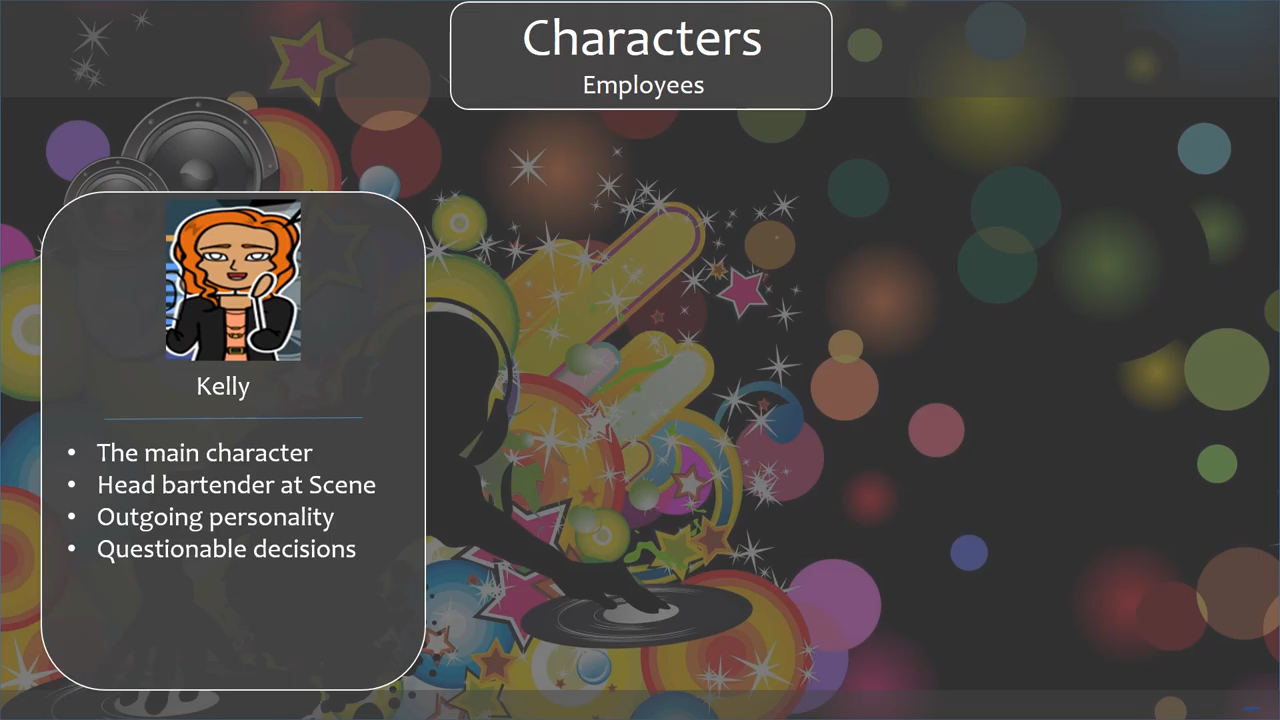 Characters
Employees
Kelly
• The main character
• Head bartender at Scene
• Outgoing personality
• Questionable decisions